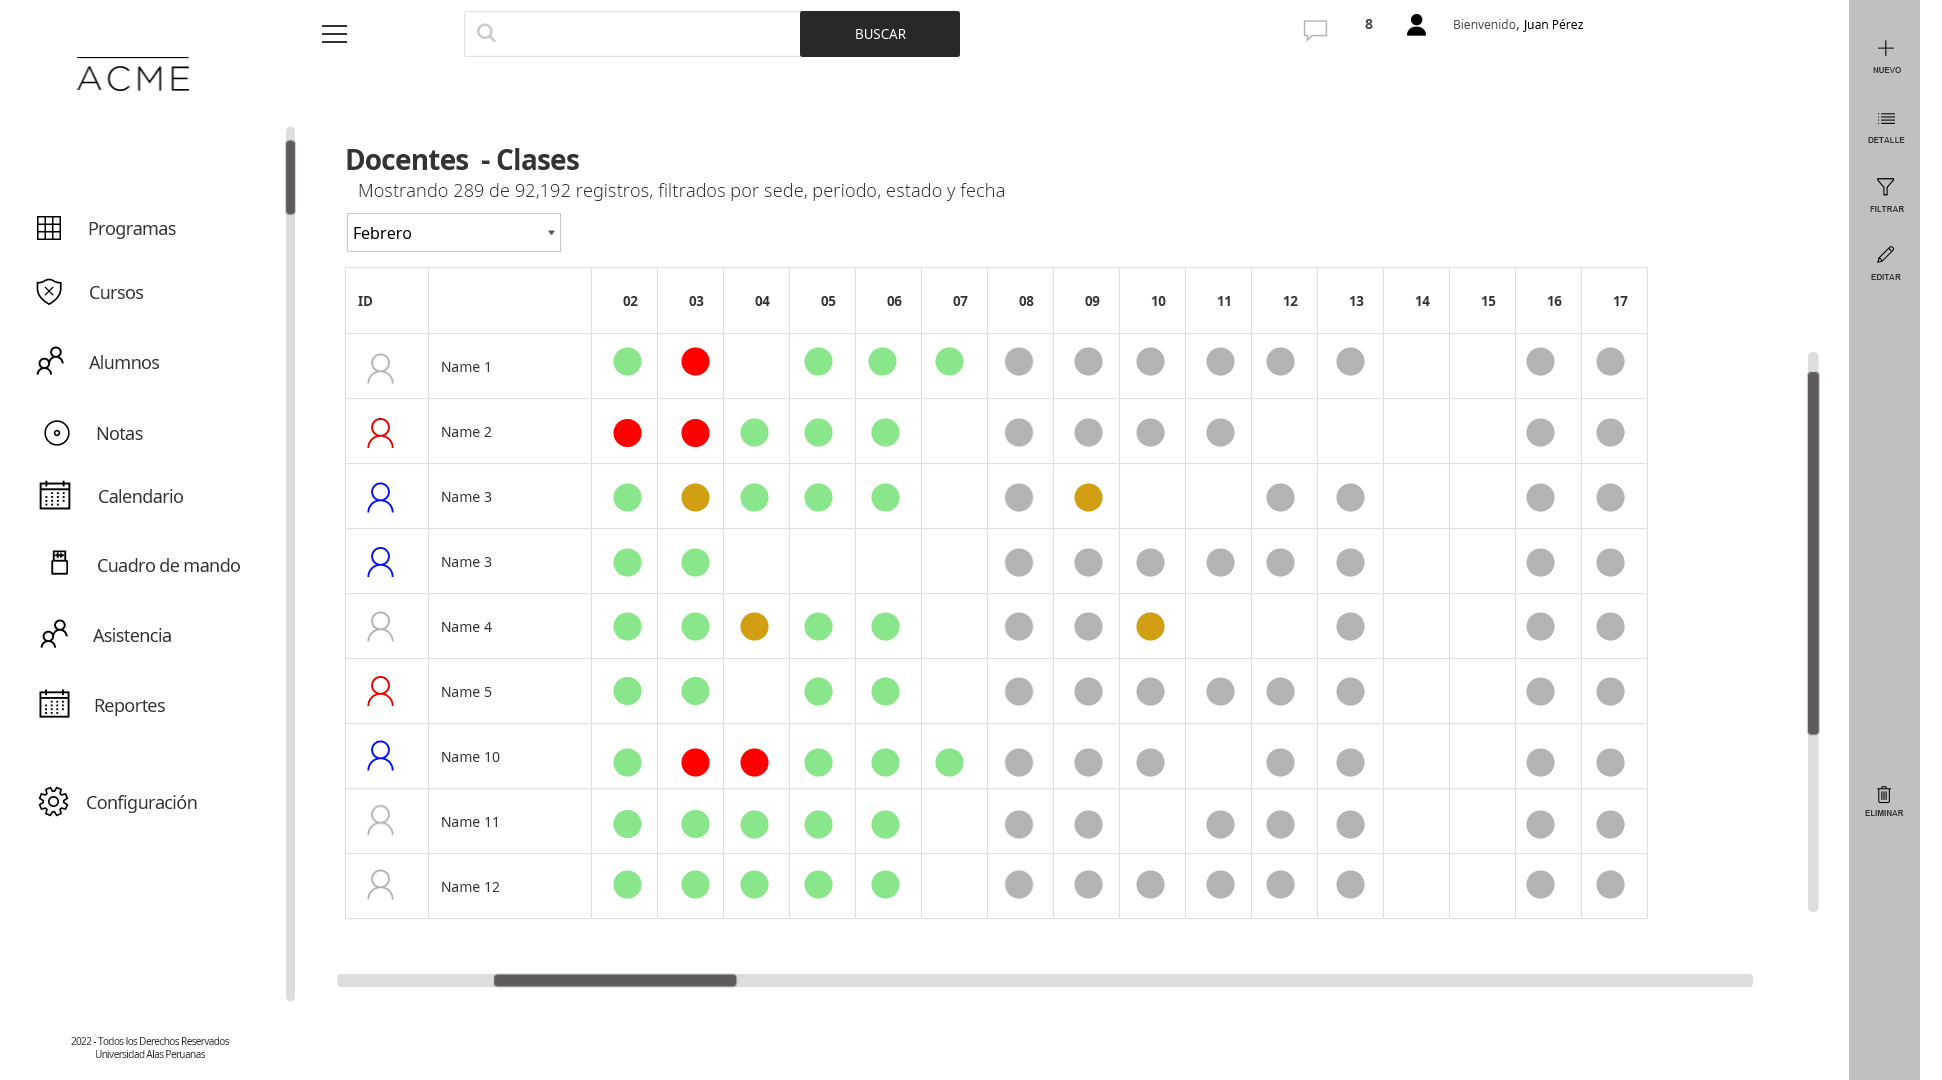 ACME
BUSCAR
8
Bienvenido, Juan Pérez
NUEVO
DETALLE
FILTRAR
EDITAR
ELIMINAR
Programas
Cursos
Alumnos
Notas
Calendario
Cuadro de mando
Asistencia
Reportes
Configuración
2022 - Todos los Derechos Reservados
Universidad Alas Peruanas
Docentes - Clases
Mostrando 289 de 92,192 registros, filtrados por sede, periodo, estado y fecha
Febrero
ID 02 03 04 05 06 07 08 09 10 11 12 13 14 15 16 17
Name 1
Name 2
Name 3
Name 3
Name 4
Name 5
Name 10
Name 11
Name 12